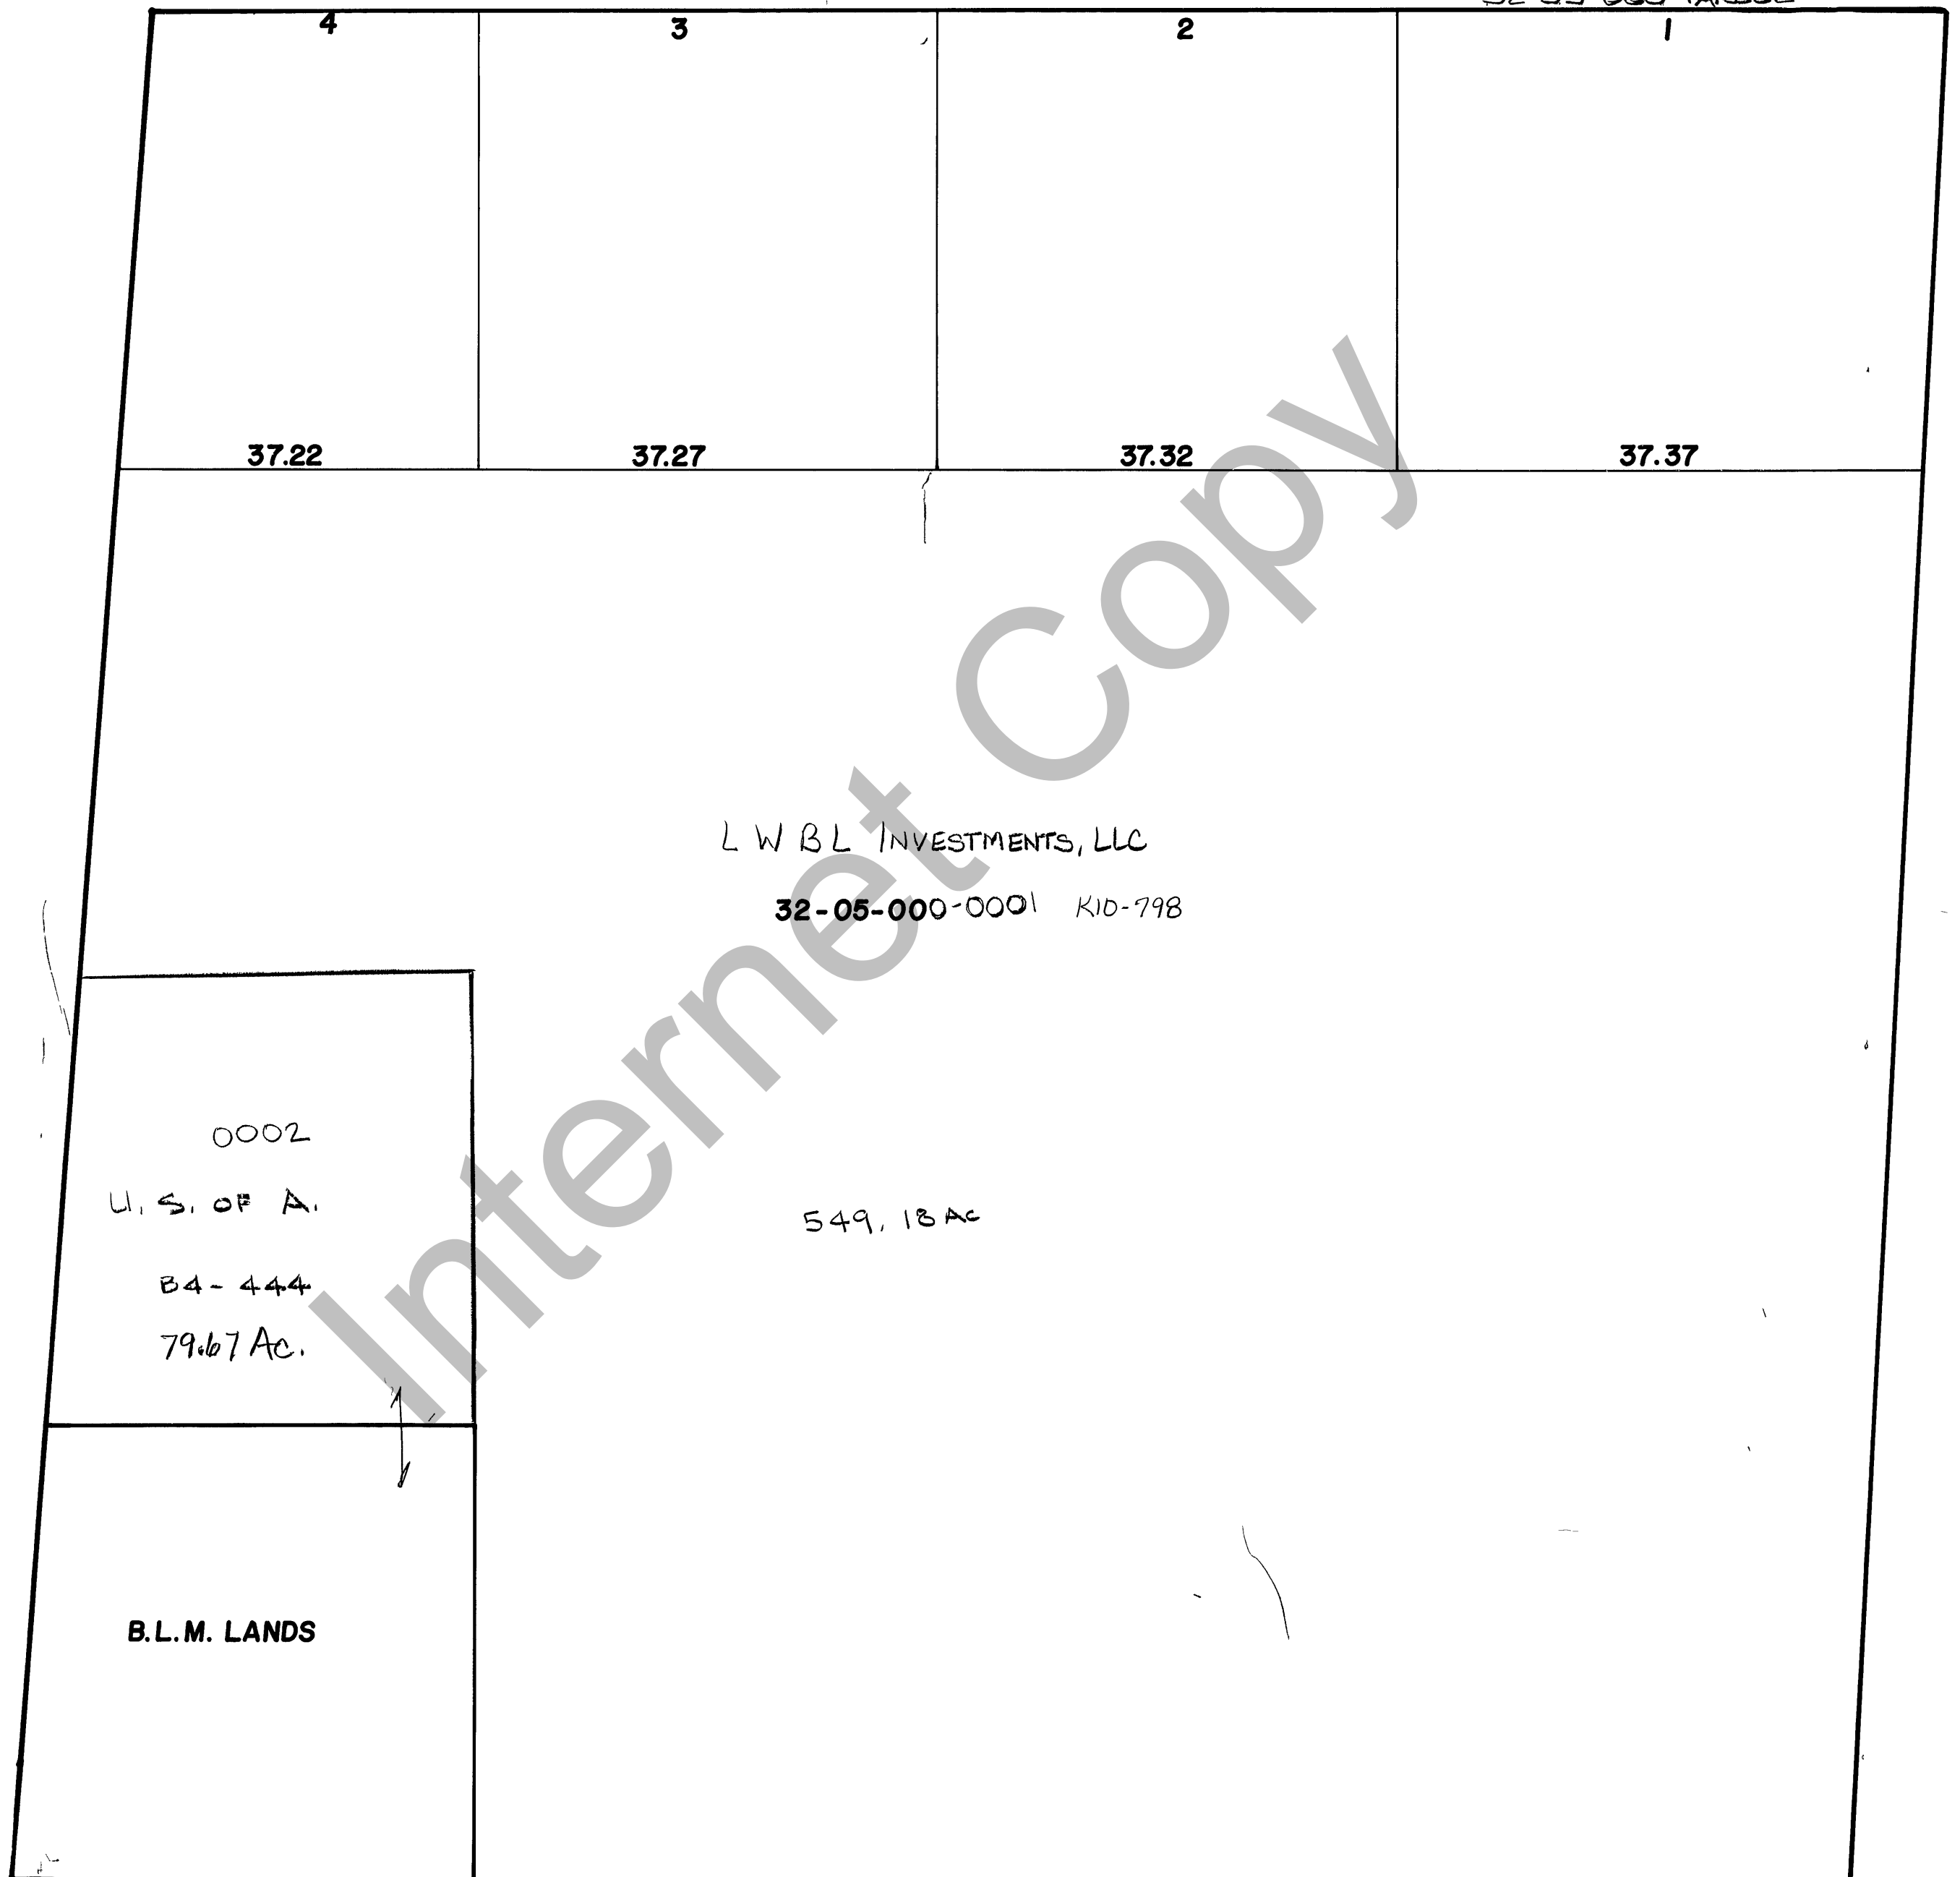 4 3 2 1
37.22 37.27 37.32 37.37
L W B L INVESTMENTS, LLC
32-05-000-0001 K10-798
0002
U. S. OF A.
549.18 AC
B4-444
79.67 Ac.
B.L.M. LANDS
Internet Copy